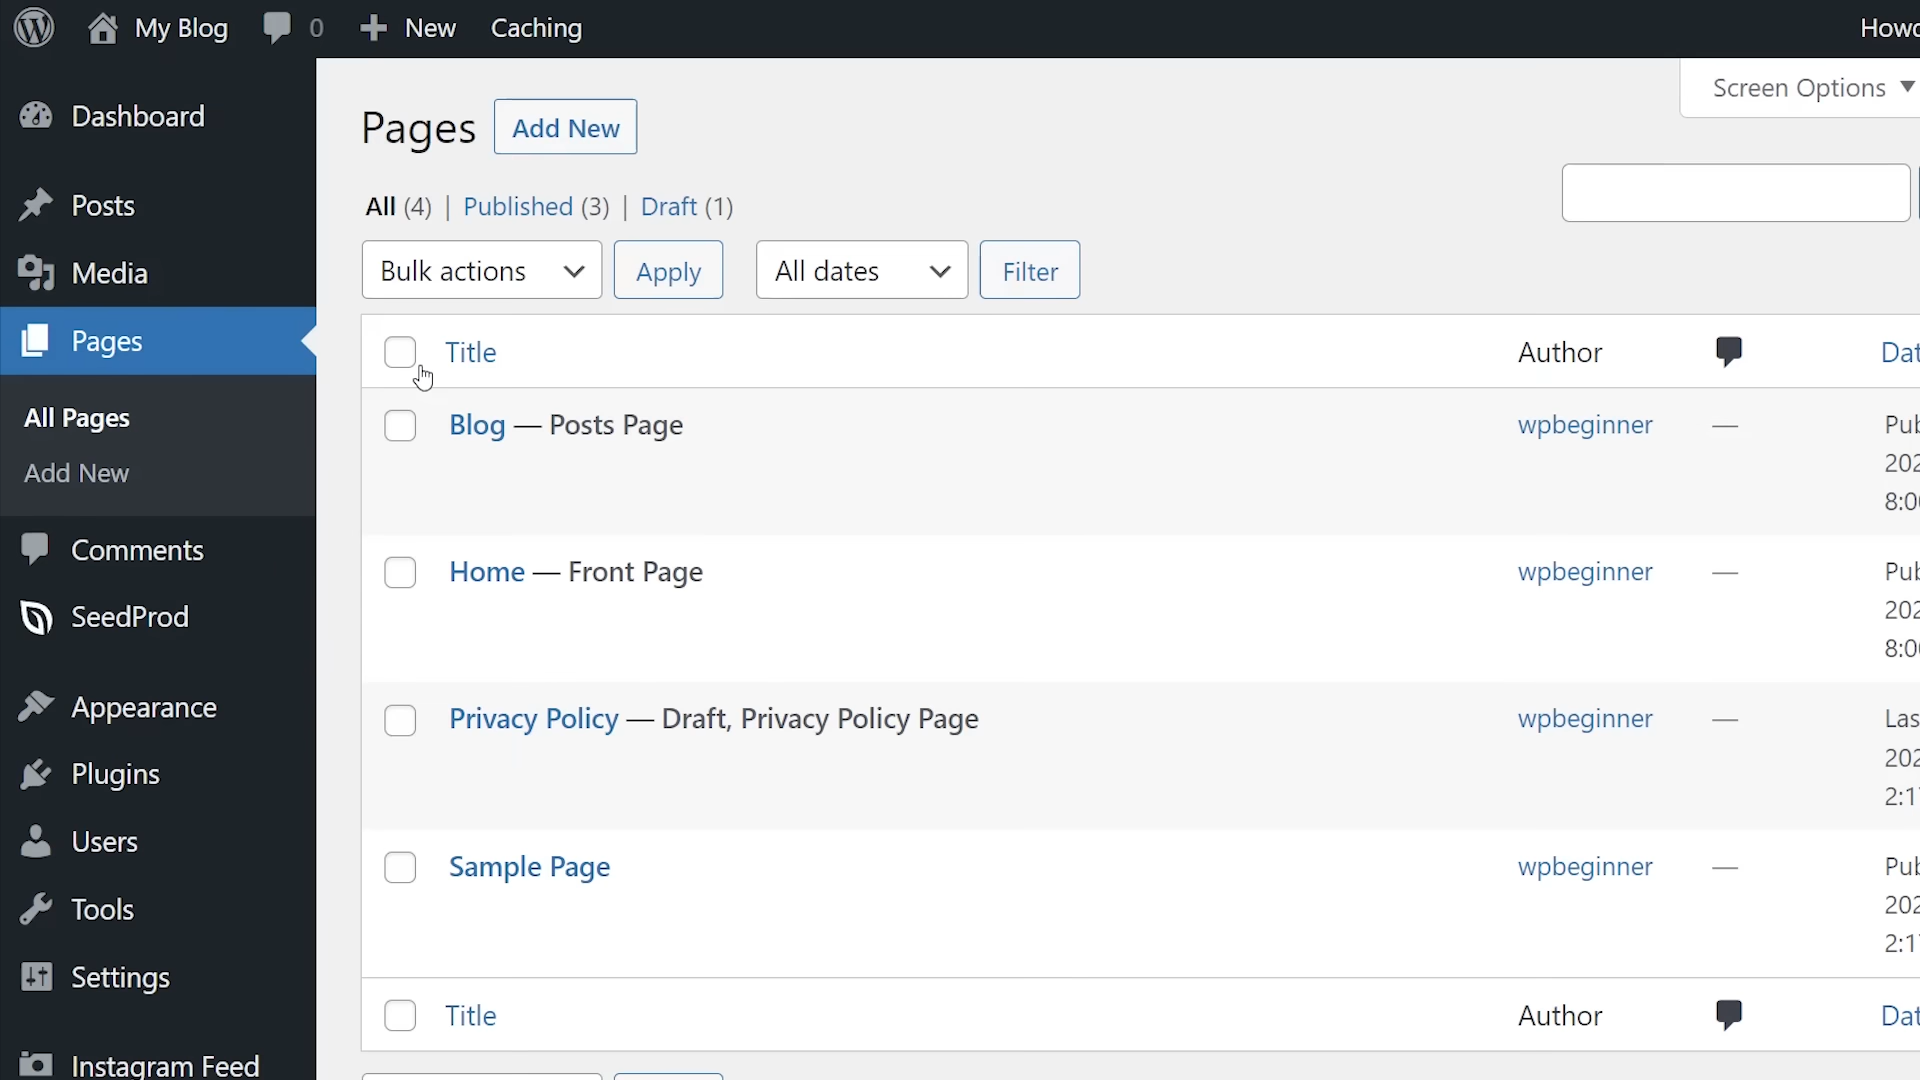 My Blog 0 New Caching
Dashboard
Posts
Media
Pages
All Pages
Add New
Comments
SeedProd
Appearance
Plugins
Users
Tools
Settings
Instagram Feed
Screen Options
Pages Add New
All (4) | Published (3) | Draft (1)
Bulk actions Apply All dates Filter
Title Author
Blog — Posts Page wpbeginner —
Home — Front Page wpbeginner —
Privacy Policy — Draft, Privacy Policy Page wpbeginner —
Sample Page wpbeginner —
Title Author